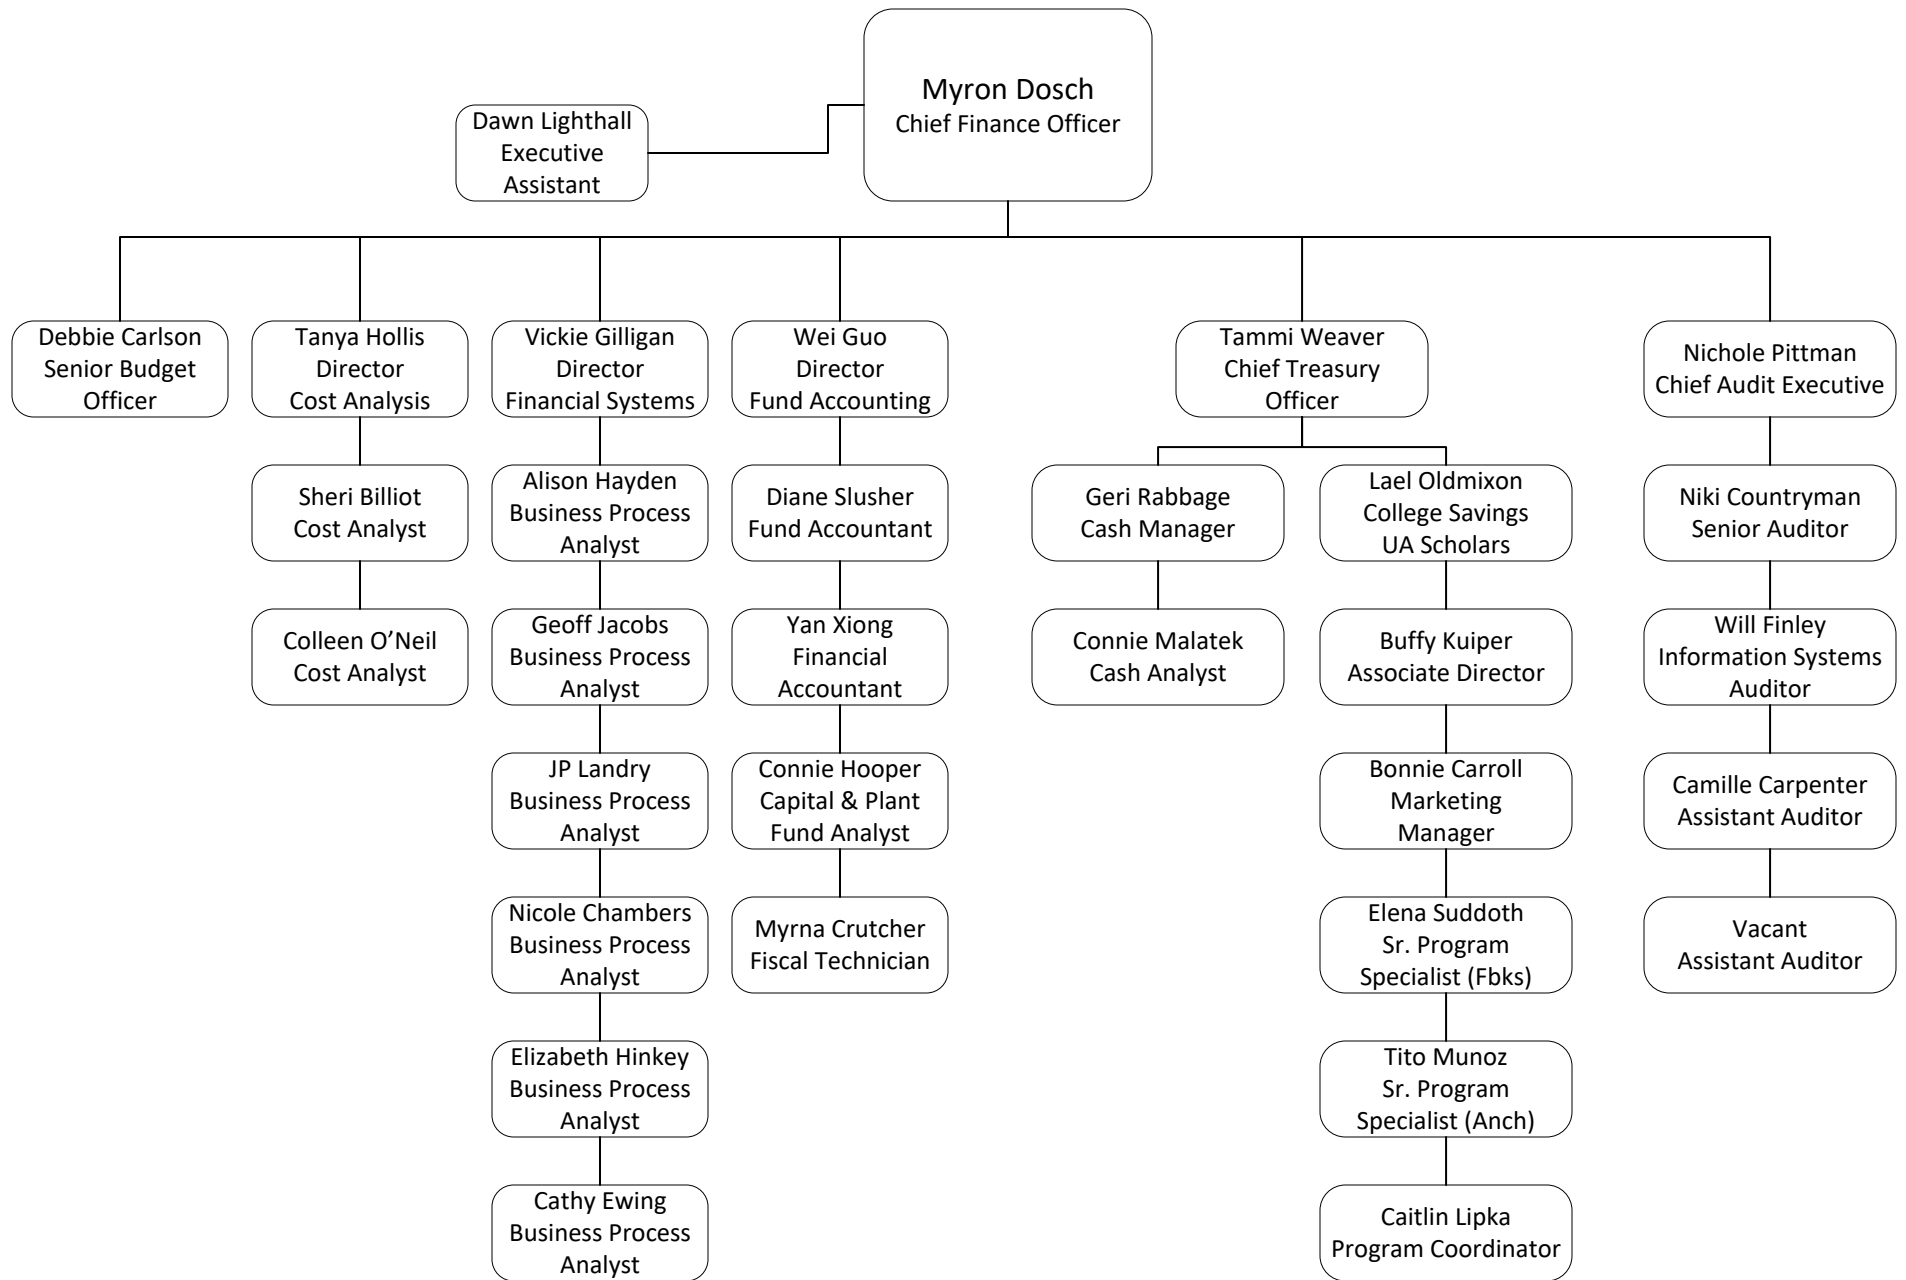 Myron Dosch
Chief Finance Officer
Dawn Lighthall
Executive
Assistant
Debbie Carlson
Senior Budget
Officer
Tanya Hollis
Director
Cost Analysis
Sheri Billiot
Cost Analyst
Colleen O’Neil
Cost Analyst
Vickie Gilligan
Director
Financial Systems
Alison Hayden
Business Process
Analyst
Geoff Jacobs
Business Process
Analyst
JP Landry
Business Process
Analyst
Nicole Chambers
Business Process
Analyst
Elizabeth Hinkey
Business Process
Analyst
Cathy Ewing
Business Process
Analyst
Wei Guo
Director
Fund Accounting
Diane Slusher
Fund Accountant
Yan Xiong
Financial
Accountant
Connie Hooper
Capital & Plant
Fund Analyst
Myrna Crutcher
Fiscal Technician
Tammi Weaver
Chief Treasury
Officer
Geri Rabbage
Cash Manager
Connie Malatek
Cash Analyst
Lael Oldmixon
College Savings
UA Scholars
Buffy Kuiper
Associate Director
Bonnie Carroll
Marketing
Manager
Elena Suddoth
Sr. Program
Specialist (Fbks)
Tito Munoz
Sr. Program
Specialist (Anch)
Caitlin Lipka
Program Coordinator
Nichole Pittman
Chief Audit Executive
Niki Countryman
Senior Auditor
Will Finley
Information Systems
Auditor
Camille Carpenter
Assistant Auditor
Vacant
Assistant Auditor